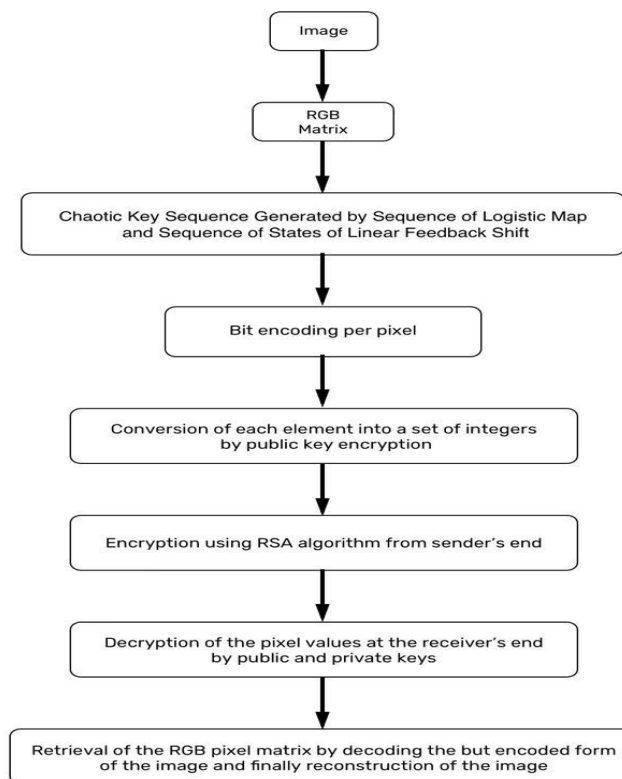 Image
RGB
Matrix
Chaotic Key Sequence Generated by Sequence of Logistic Map
and Sequence of States of Linear Feedback Shift
Bit encoding per pixel
Conversion of each element into a set of integers
by public key encryption
Encryption using RSA algorithm from sender's end
Decryption of the pixel values at the receiver's end
by public and private keys
Retrieval of the RGB pixel matrix by decoding the but encoded form
of the image and finally reconstruction of the image